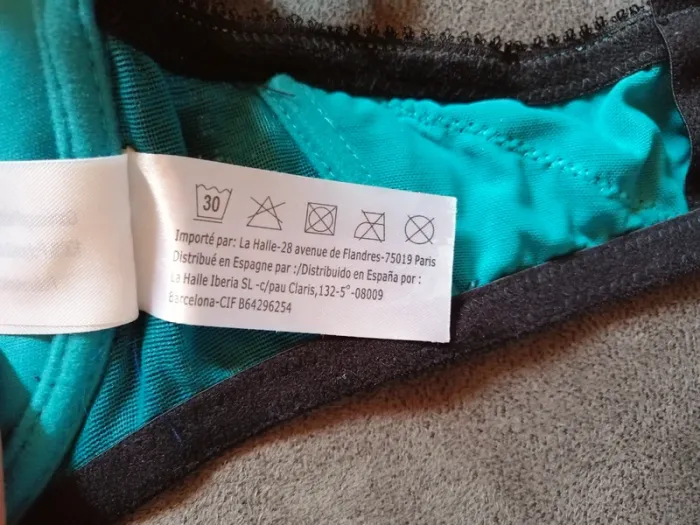 30
Importé par: La Halle-28 avenue de Flandres-75019 Paris
Distribué en Espagne par :/Distribuido en España por :
La Halle Iberia SL -c/pau Claris,132-5°-08009
Barcelona-CIF B64296254